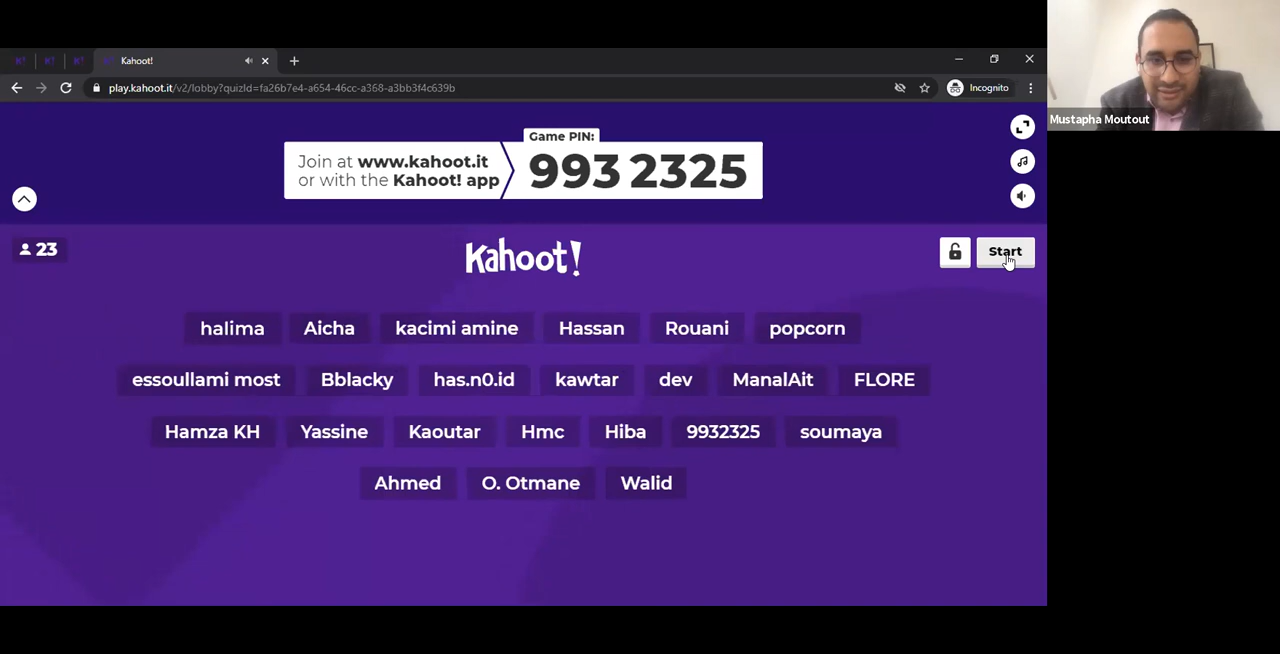 Kahoot!
play.kahoot.it/v2/lobby?quizId=fa26b7e4-a654-46cc-a368-a3bb3f4c639b
Incognito
Mustapha Moutout
Game PIN:
Join at www.kahoot.it
or with the Kahoot! app
993 2325
23
Kahoot!
Start
halima Aicha kacimi amine Hassan Rouani popcorn
essoullami most Bblacky has.n0.id kawtar dev ManalAit FLORE
Hamza KH Yassine Kaoutar Hmc Hiba 9932325 soumaya
Ahmed O. Otmane Walid